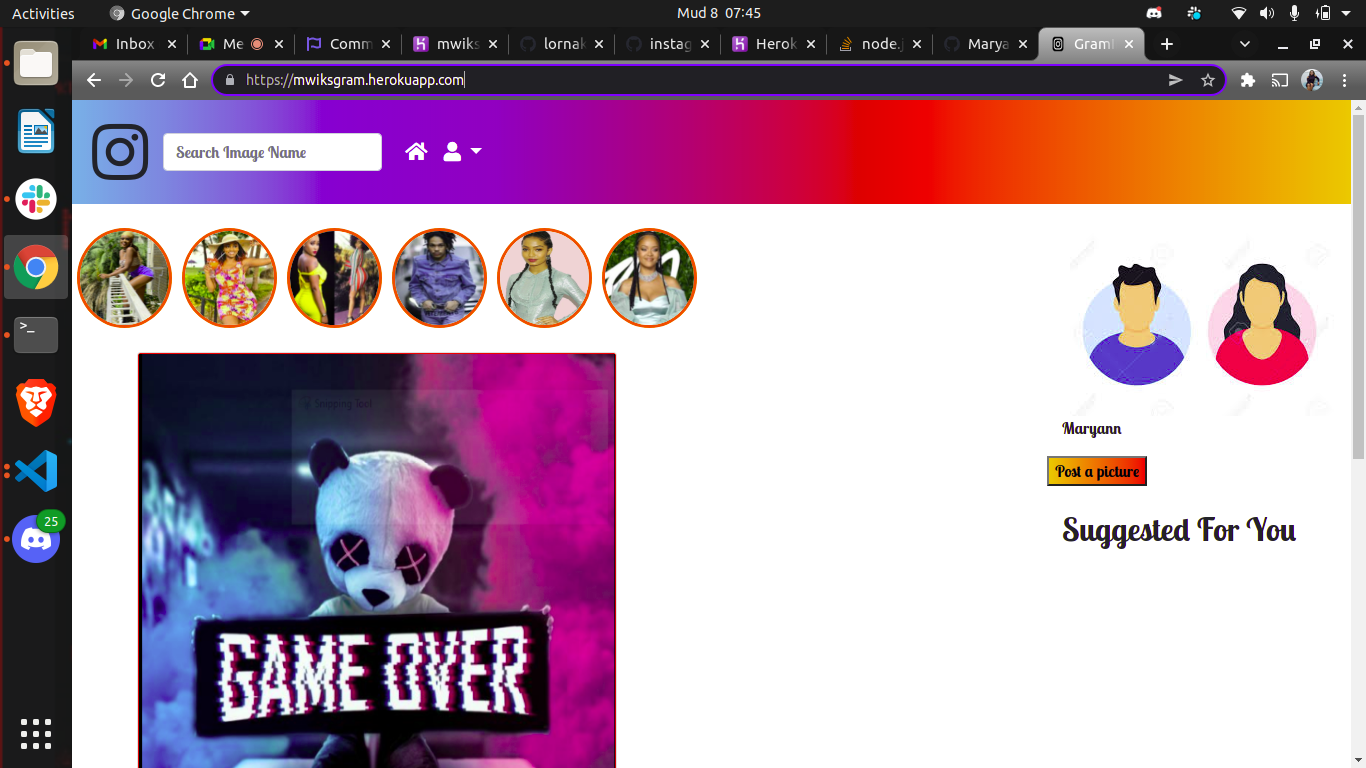 Activities
Google Chrome
Mud 8 07:45
Inbox
Me
Comm
mwiks
lornak
instag
Herok
node.j
Marya
Gram
https://mwiksgram.herokuapp.com
Search Image Name
Snipping Tool
Maryann
Post a picture
Suggested For You
GAME OVER
25